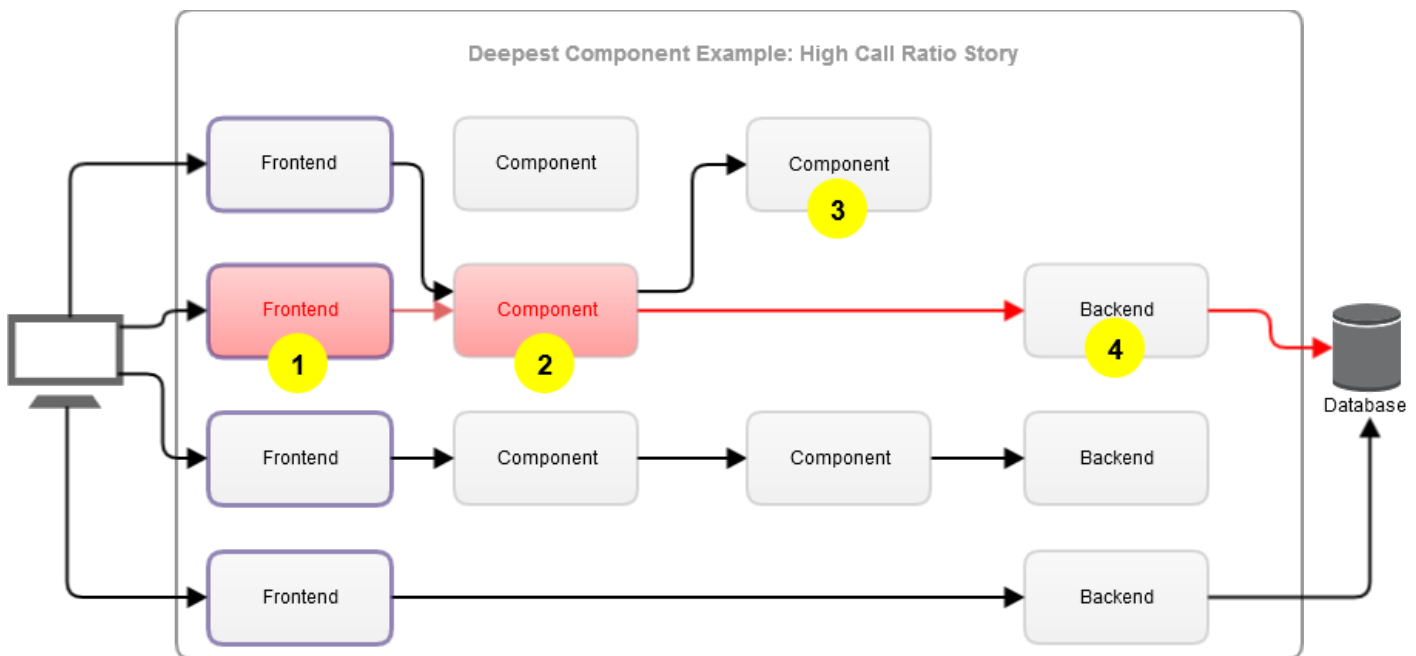 Deepest Component Example: High Call Ratio Story
Frontend
Component
Component
3
Frontend
Component
Backend
1
2
4
Database
Frontend
Component
Component
Backend
Frontend
Backend